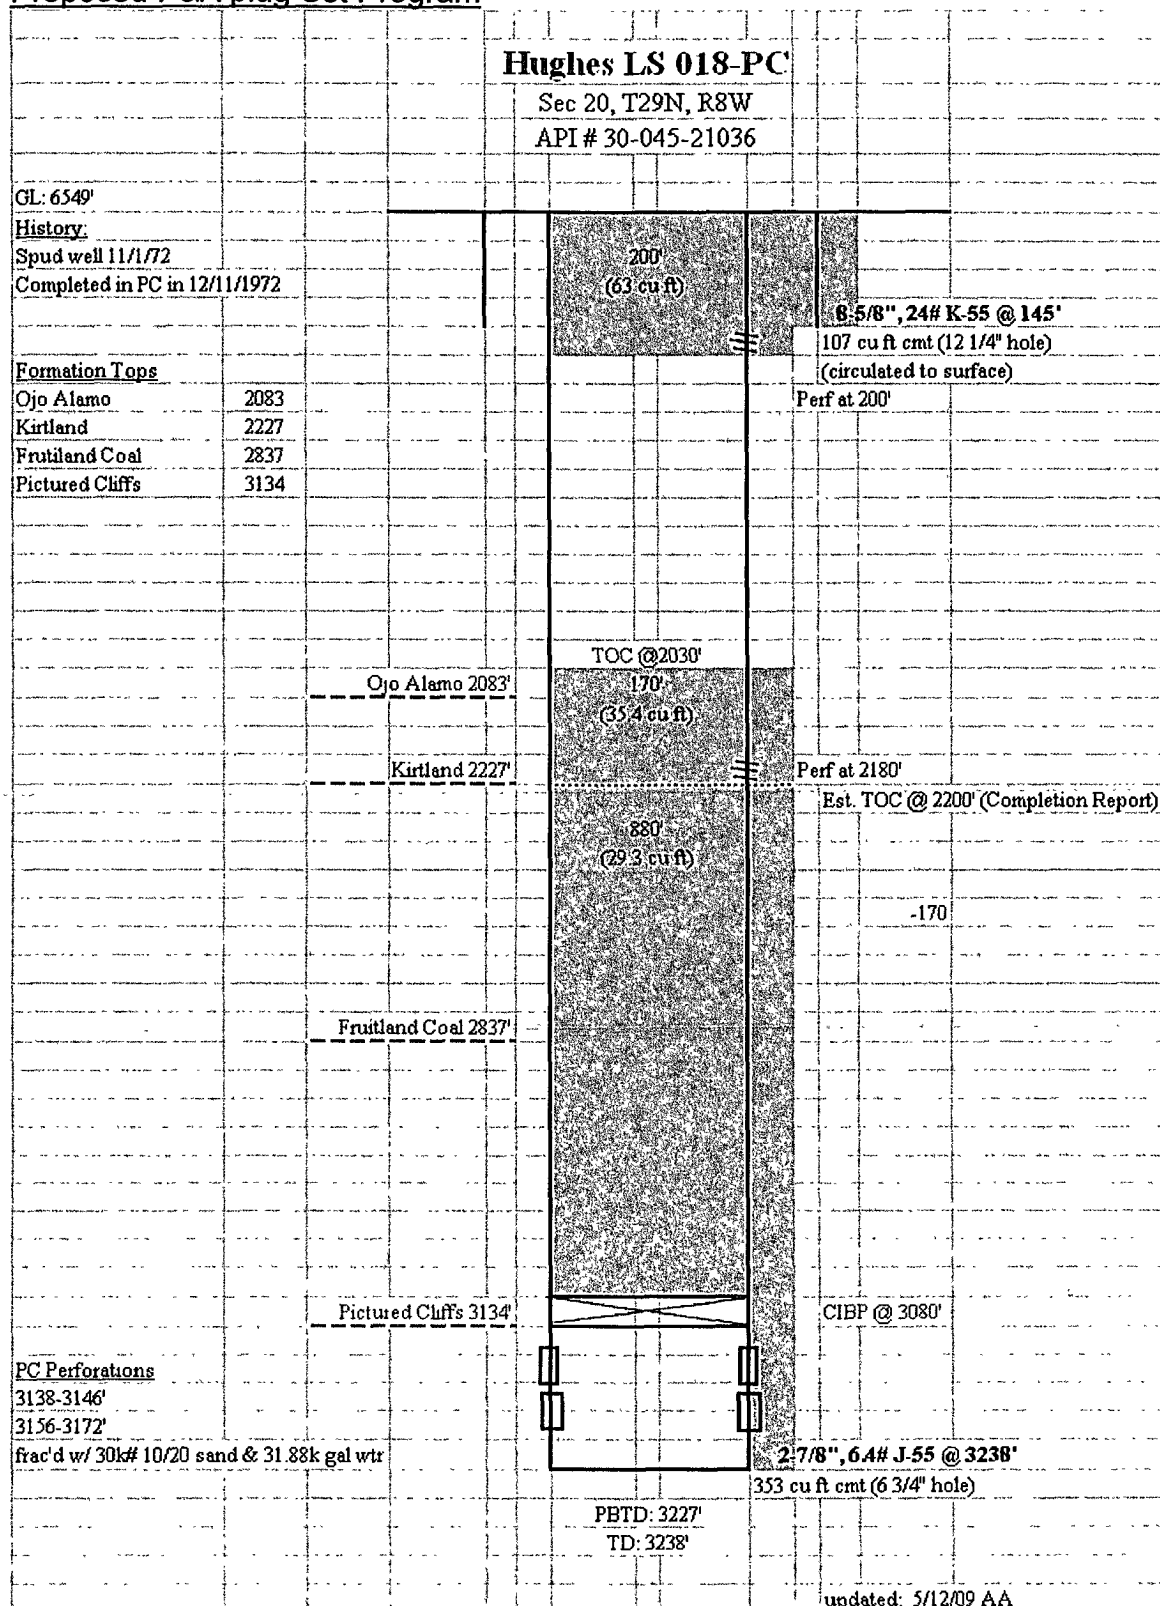 Proposed P&A plug Set Program
Hughes LS 018-PC
Sec 20, T29N, R8W
API # 30-045-21036
GL: 6549'
History:
Spud well 11/1/72
Completed in PC in 12/11/1972
200'
(63 cu ft)
8-5/8", 24# K-55 @ 145'
107 cu ft cmt (12 1/4" hole)
(circulated to surface)
Perf at 200'
Formation Tops
Ojo Alamo 2083
Kirtland 2227
Frutiland Coal 2837
Pictured Cliffs 3134
TOC @2030'
Ojo Alamo 2083'
170'
(35.4 cu ft)
Kirtland 2227'
Perf at 2180'
Est. TOC @ 2200' (Completion Report)
880'
(29.3 cu ft)
-170
Fruitland Coal 2837'
Pictured Cliffs 3134'
CIBP @ 3080'
PC Perforations
3138-3146'
3156-3172'
frac'd w/ 30k# 10/20 sand & 31.88k gal wtr
2-7/8", 6.4# J-55 @ 3238'
353 cu ft cmt (6 3/4" hole)
PBTD: 3227'
TD: 3238'
updated: 5/12/09 AA